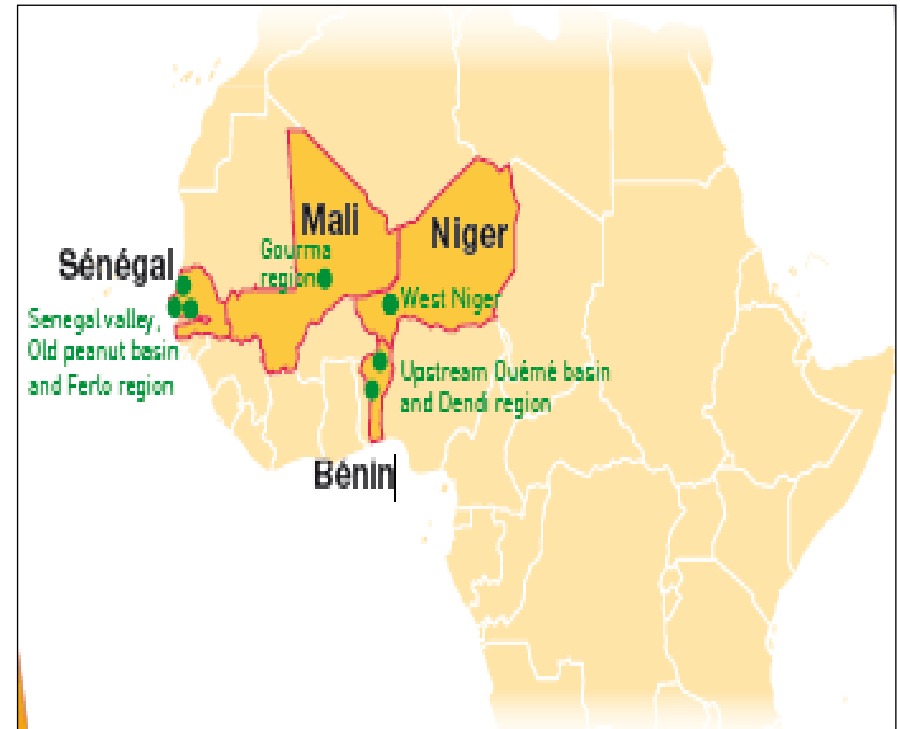 Mali
Niger
Gourma
region
Sénégal
West Niger
Senegal valley,
Old peanut basin
and Ferlo region
Upstream Ouémé basin
and Dendi region
Bénin